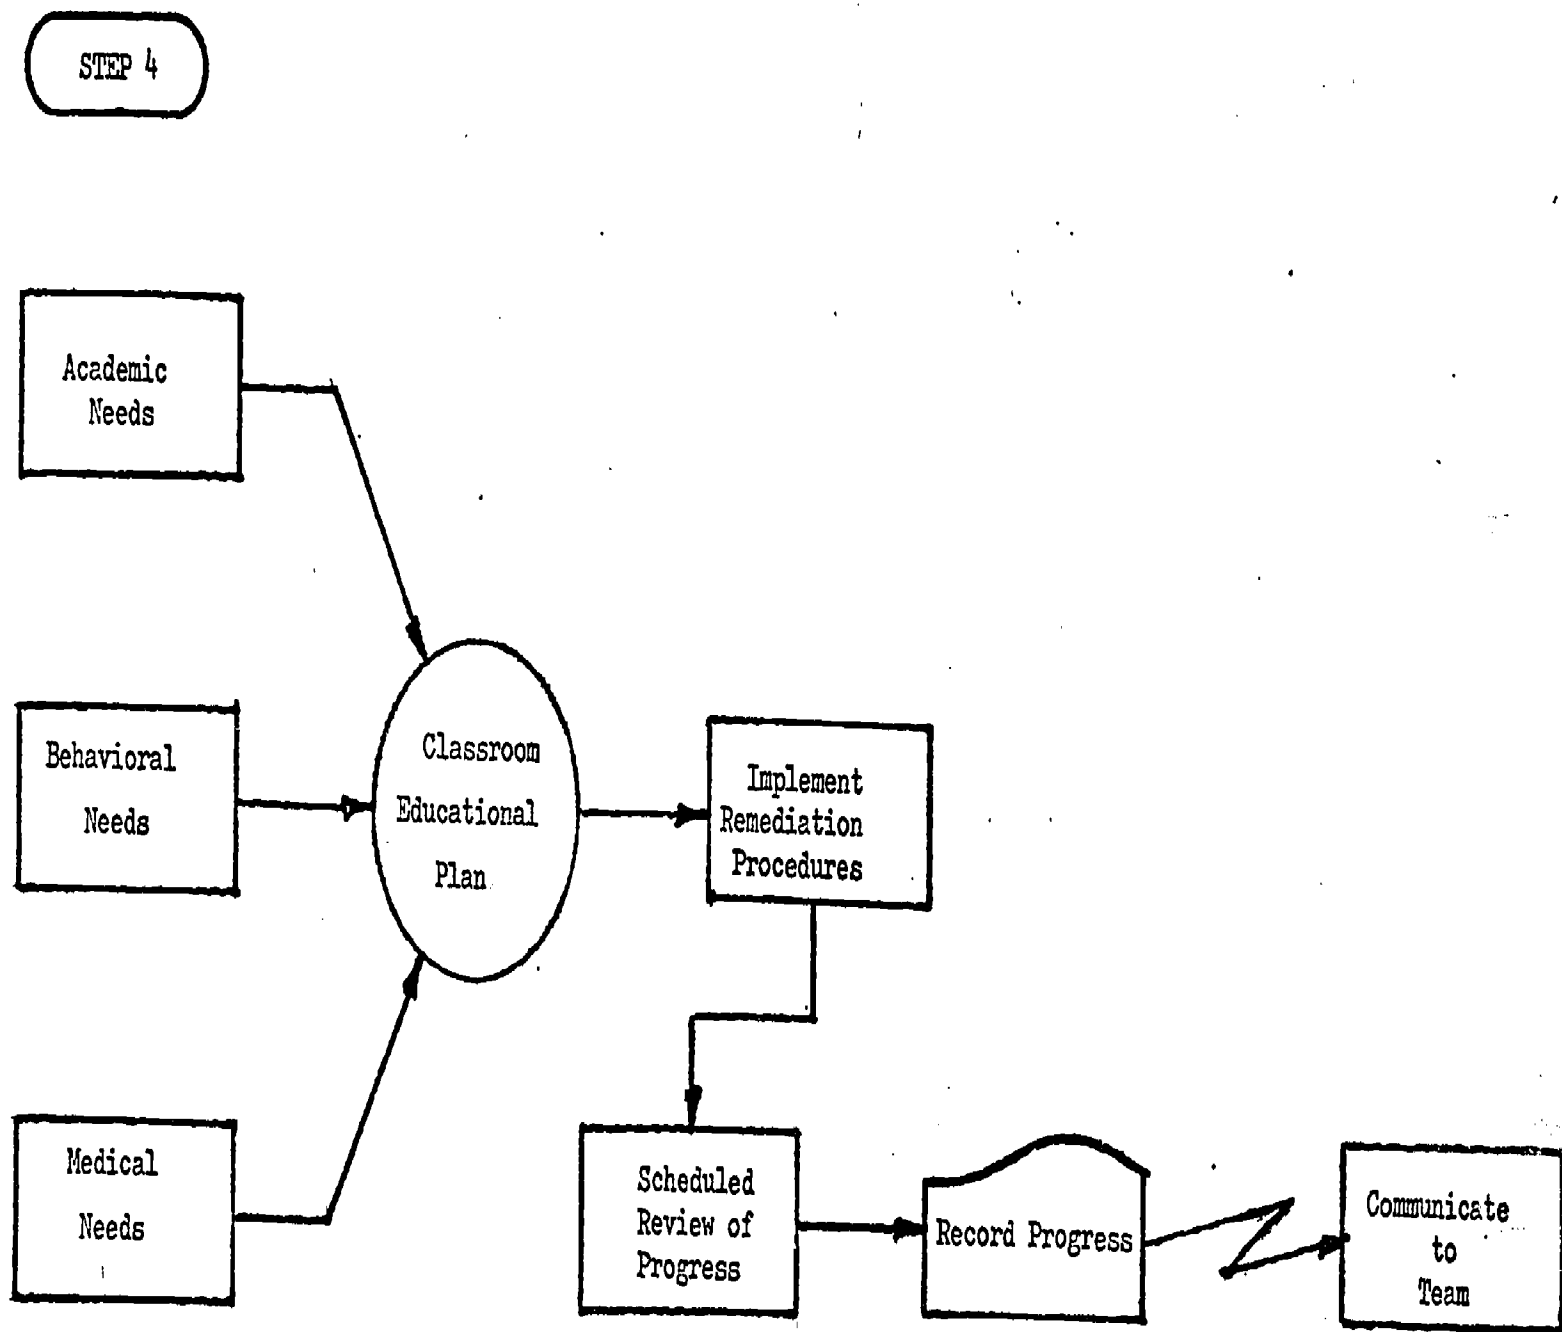 STEP 4
Academic
Needs
Behavioral
Needs
Medical
Needs
Classroom
Educational
Plan
Implement
Remediation
Procedures
Scheduled
Review of
Progress
Record Progress
Communicate
to
Team